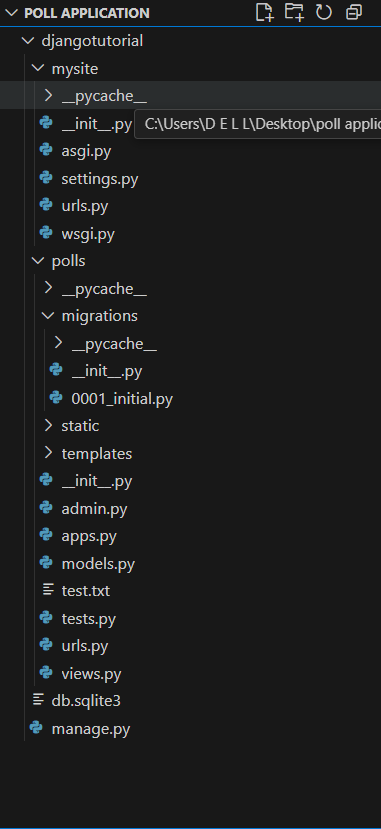 POLL APPLICATION
djangotutorial
mysite
__pycache__
__init__.py
C:\Users\D E L L\Desktop\poll applic
asgi.py
settings.py
urls.py
wsgi.py
polls
__pycache__
migrations
__pycache__
__init__.py
0001_initial.py
static
templates
__init__.py
admin.py
apps.py
models.py
test.txt
tests.py
urls.py
views.py
db.sqlite3
manage.py